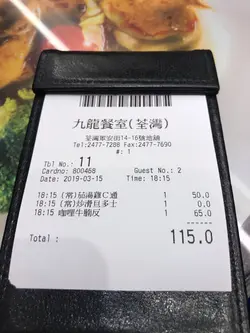 九龍餐室(荃灣)
荃灣眾安街14-16號地舖
Tel:2477-7288 Fax:2477-7690
#: 1
Tbl No.: 11
Cardno: 800468 Guest No.: 2
Date: 2019-03-15 Time: 18:15
18:15 (常)茄湯雞C通 1 50.0
18:15 (常)炒滑旦多士 1 0.0
18:15 咖哩牛腩反 1 65.0
Total : 115.0